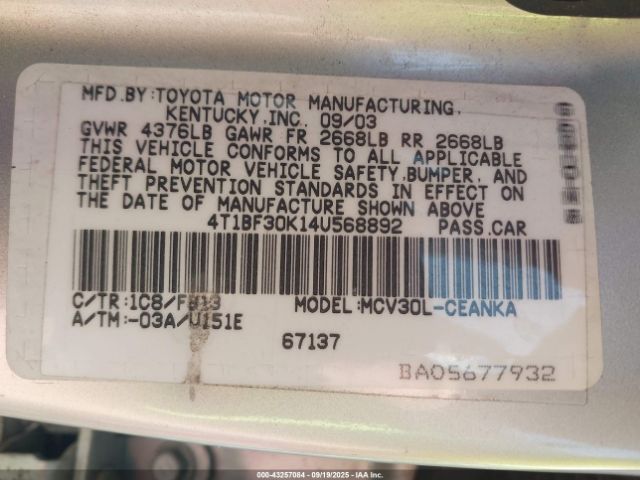 MFD.BY:TOYOTA MOTOR MANUFACTURING,
KENTUCKY,INC. 09/03
GVWR 4376LB GAWR FR 2668LB RR 2668LB
THIS VEHICLE CONFORMS TO ALL APPLICABLE
FEDERAL MOTOR VEHICLE SAFETY,BUMPER, AND
THEFT PREVENTION STANDARDS IN EFFECT ON
THE DATE OF MANUFACTURE SHOWN ABOVE
4T1BF30K14U568892 PASS.CAR
C/TR:1C8/FB13 MODEL:MCV30L-CEANKA
A/TM:-03A/U151E
67137
BA05677932
000-43257064 - 09/19/2025 - IAAI.COM